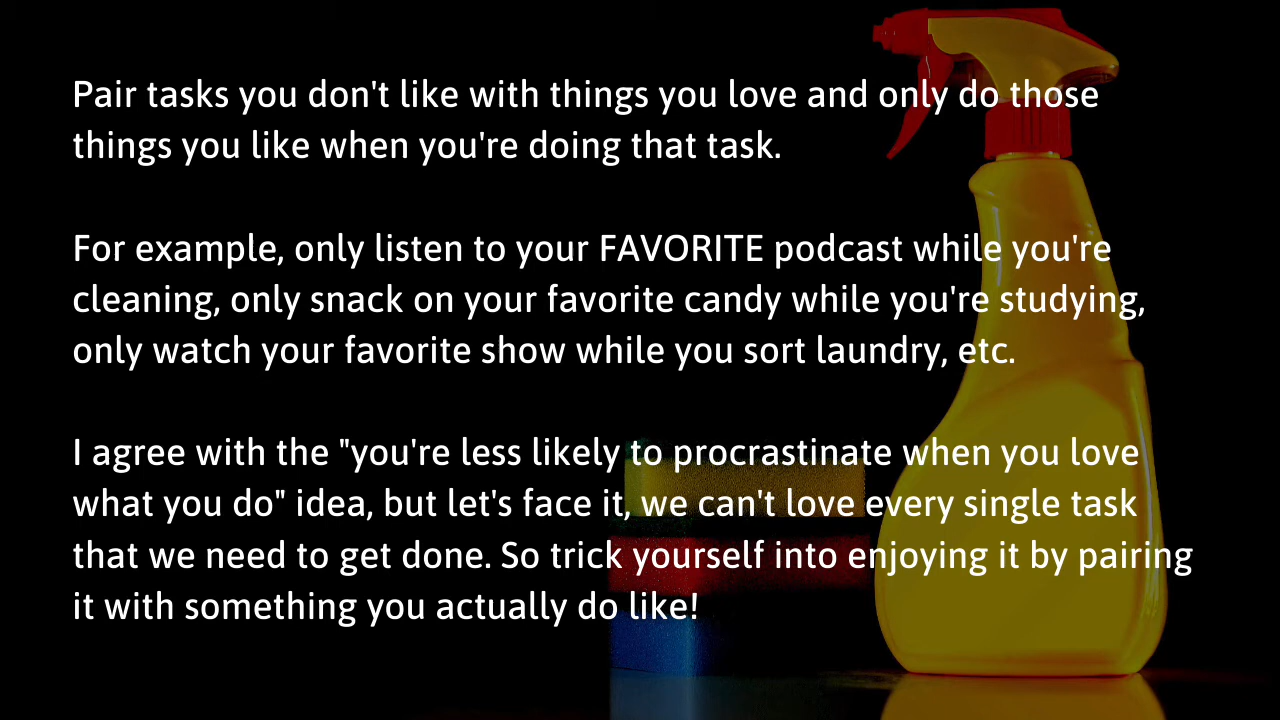 Pair tasks you don't like with things you love and only do those
things you like when you're doing that task.
For example, only listen to your FAVORITE podcast while you're
cleaning, only snack on your favorite candy while you're studying,
only watch your favorite show while you sort laundry, etc.
I agree with the "you're less likely to procrastinate when you love
what you do" idea, but let's face it, we can't love every single task
that we need to get done. So trick yourself into enjoying it by pairing
it with something you actually do like!